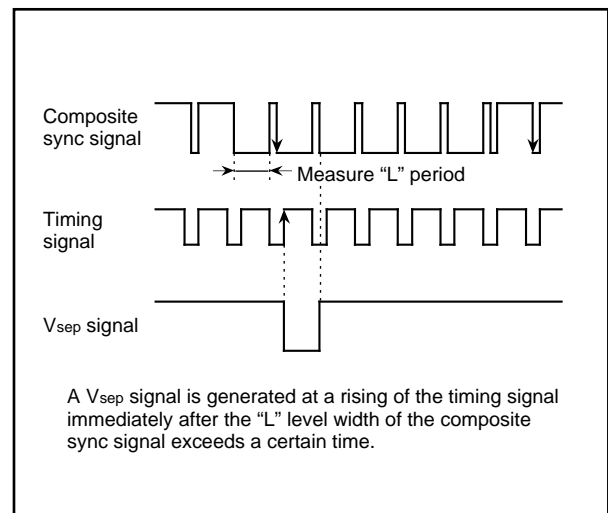 Composite
sync signal
Measure “L” period
Timing
signal
Vsep signal
A Vsep signal is generated at a rising of the timing signal
immediately after the “L” level width of the composite
sync signal exceeds a certain time.